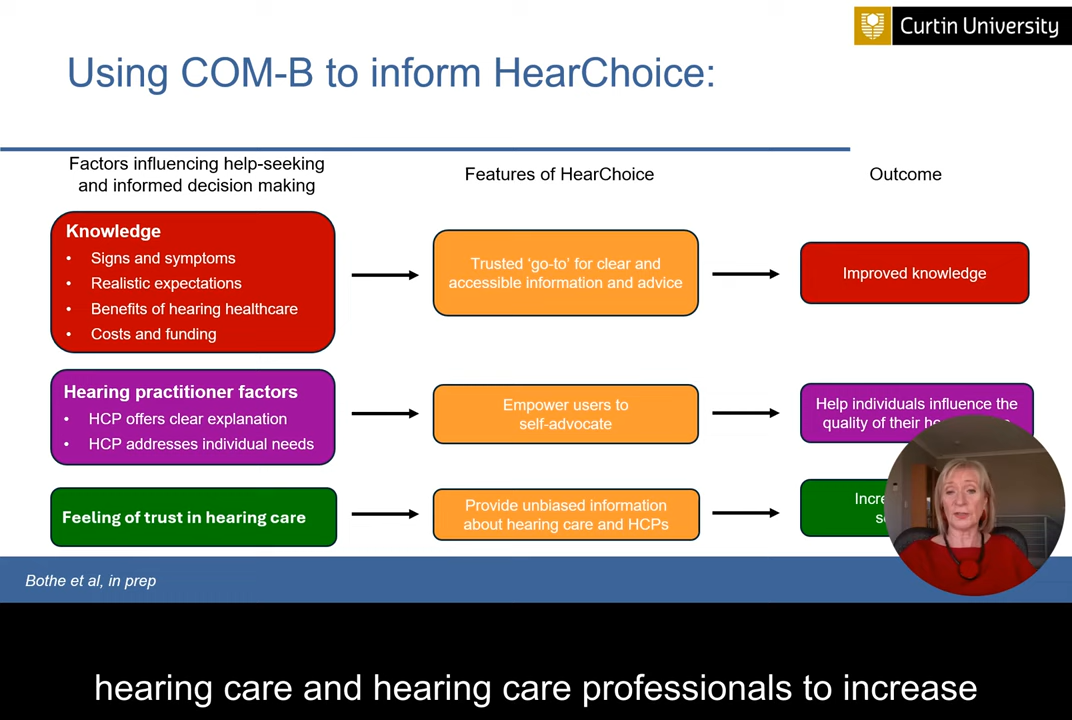 Curtin University
Using COM-B to inform HearChoice:
Factors influencing help-seeking
and informed decision making
Features of HearChoice
Outcome
Knowledge
• Signs and symptoms
• Realistic expectations
• Benefits of hearing healthcare
• Costs and funding
Trusted ‘go-to’ for clear and
accessible information and advice
Improved knowledge
Hearing practitioner factors
• HCP offers clear explanation
• HCP addresses individual needs
Empower users to
self-advocate
Help individuals influence the
quality of their
Feeling of trust in hearing care
Provide unbiased information
about hearing care and HCPs
Bothe et al, in prep
hearing care and hearing care professionals to increase